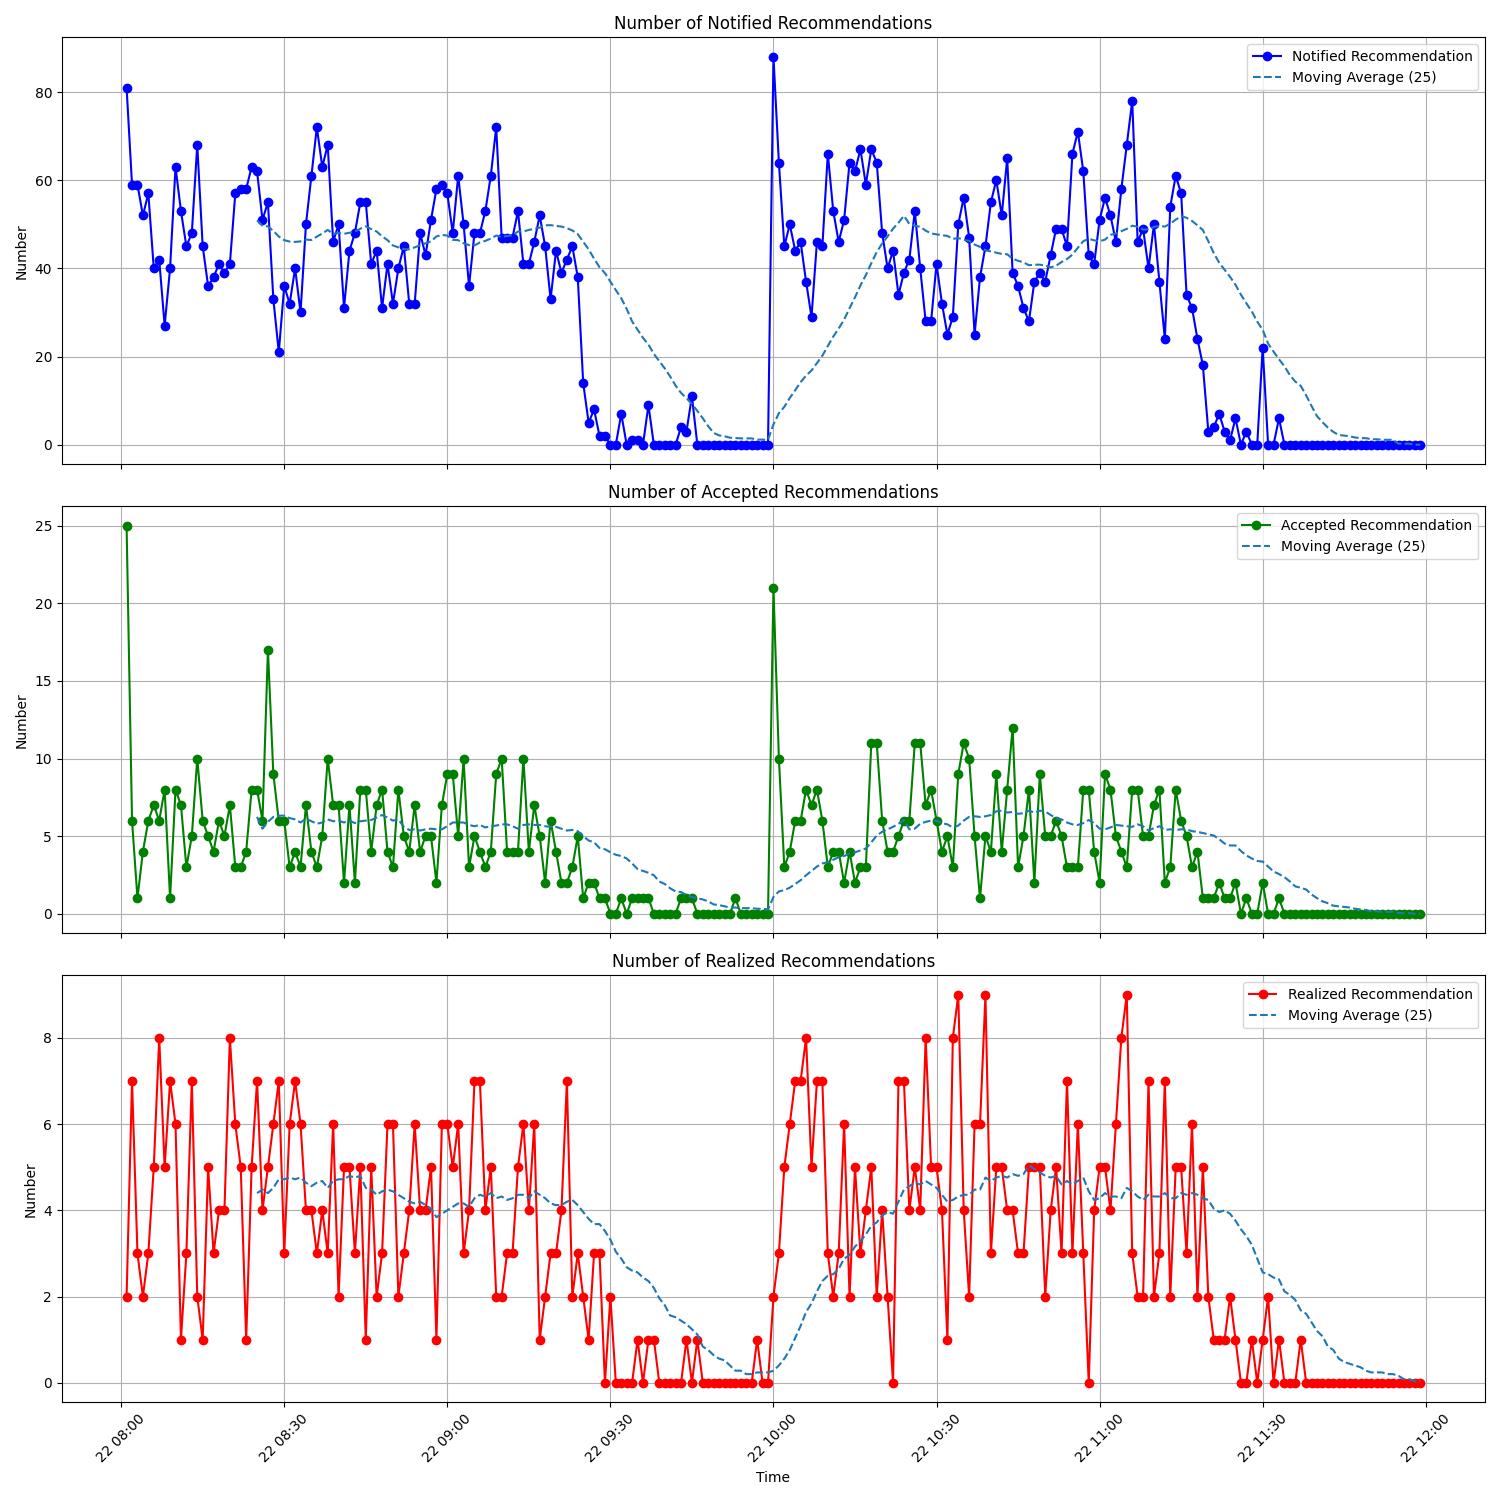 Number of Notified Recommendations
Number
80
60
40
20
0
Notified Recommendation
Moving Average (25)
Number of Accepted Recommendations
Number
25
20
15
10
5
0
Accepted Recommendation
Moving Average (25)
Number of Realized Recommendations
Number
8
6
4
2
0
Realized Recommendation
Moving Average (25)
22 08:00
22 08:30
22 09:00
22 09:30
22 10:00
22 10:30
22 11:00
22 11:30
22 12:00
Time